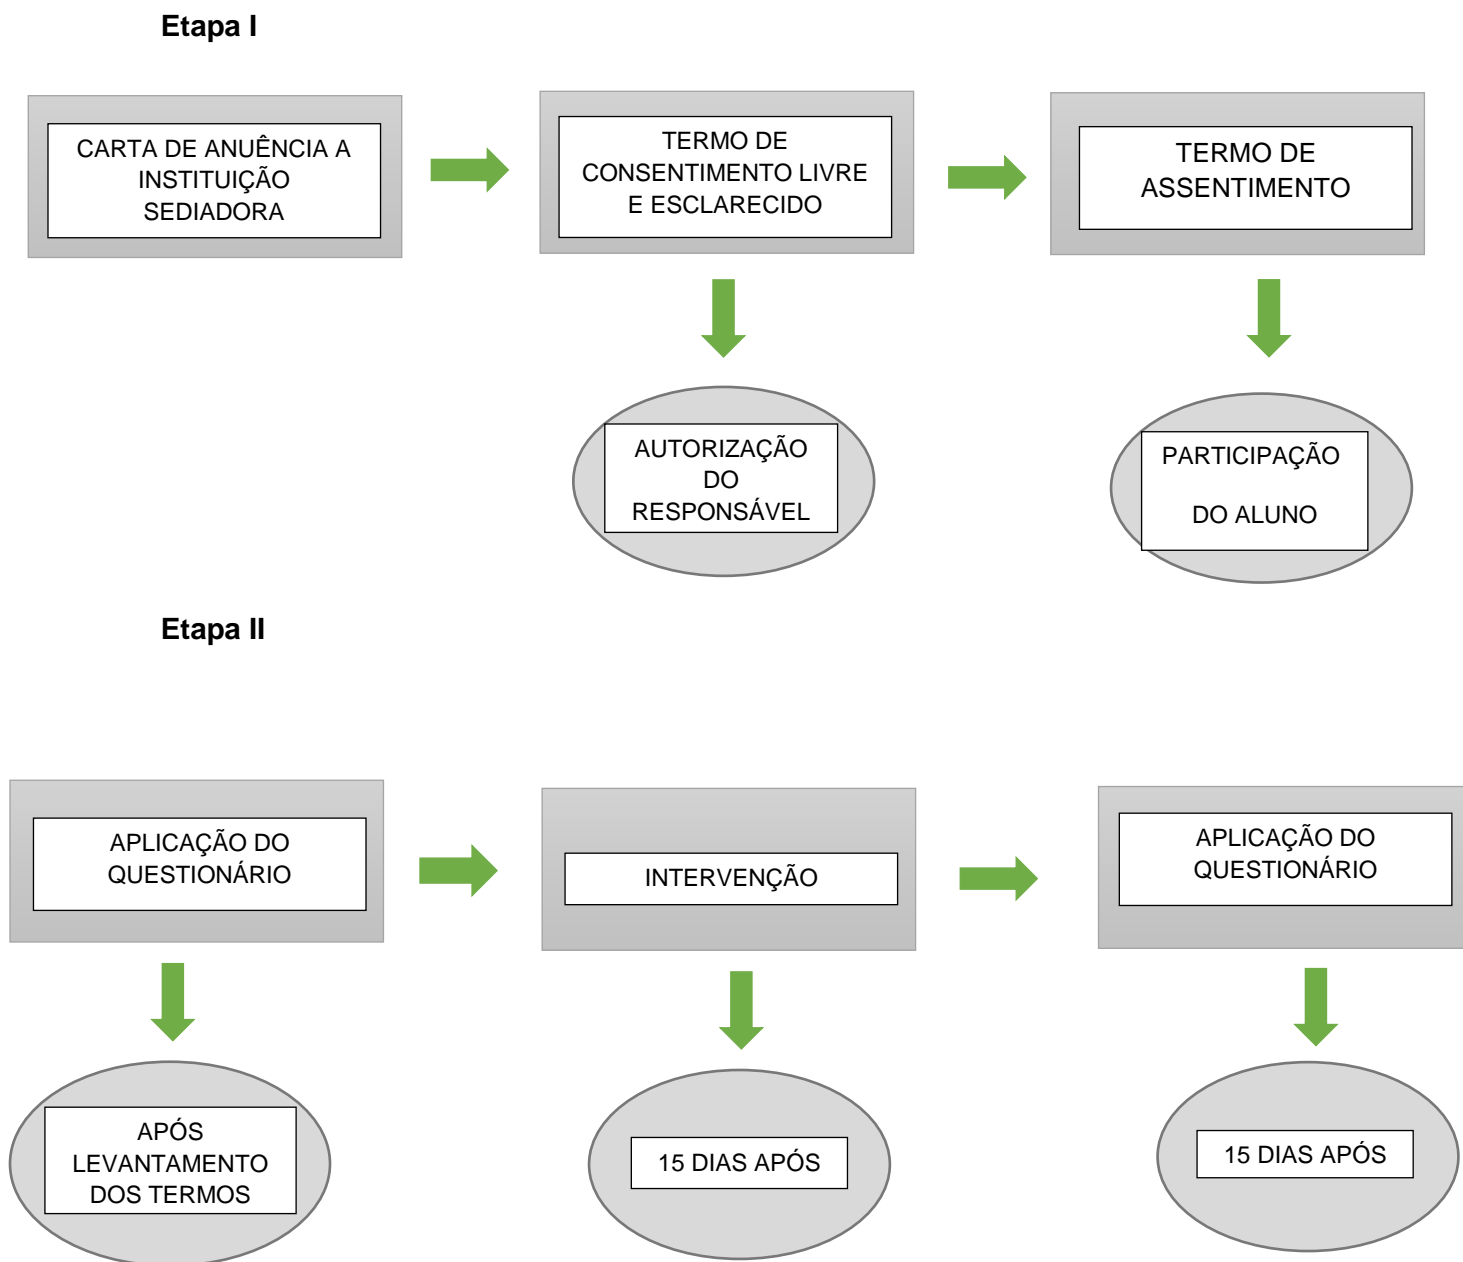 Etapa I
CARTA DE ANUÊNCIA A
INSTITUIÇÃO
SEDIADORA
TERMO DE
CONSENTIMENTO LIVRE
E ESCLARECIDO
TERMO DE
ASSENTIMENTO
AUTORIZAÇÃO
DO
RESPONSÁVEL
PARTICIPAÇÃO
DO ALUNO
Etapa II
APLICAÇÃO DO
QUESTIONÁRIO
INTERVENÇÃO
APLICAÇÃO DO
QUESTIONÁRIO
APÓS
LEVANTAMENTO
DOS TERMOS
15 DIAS APÓS
15 DIAS APÓS